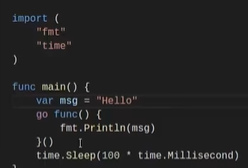 import (
    "fmt"
    "time"
)
func main() {
    var msg = "Hello"
    go func() {
        fmt.Println(msg)
    }()
    time.Sleep(100 * time.Millisecond)
}